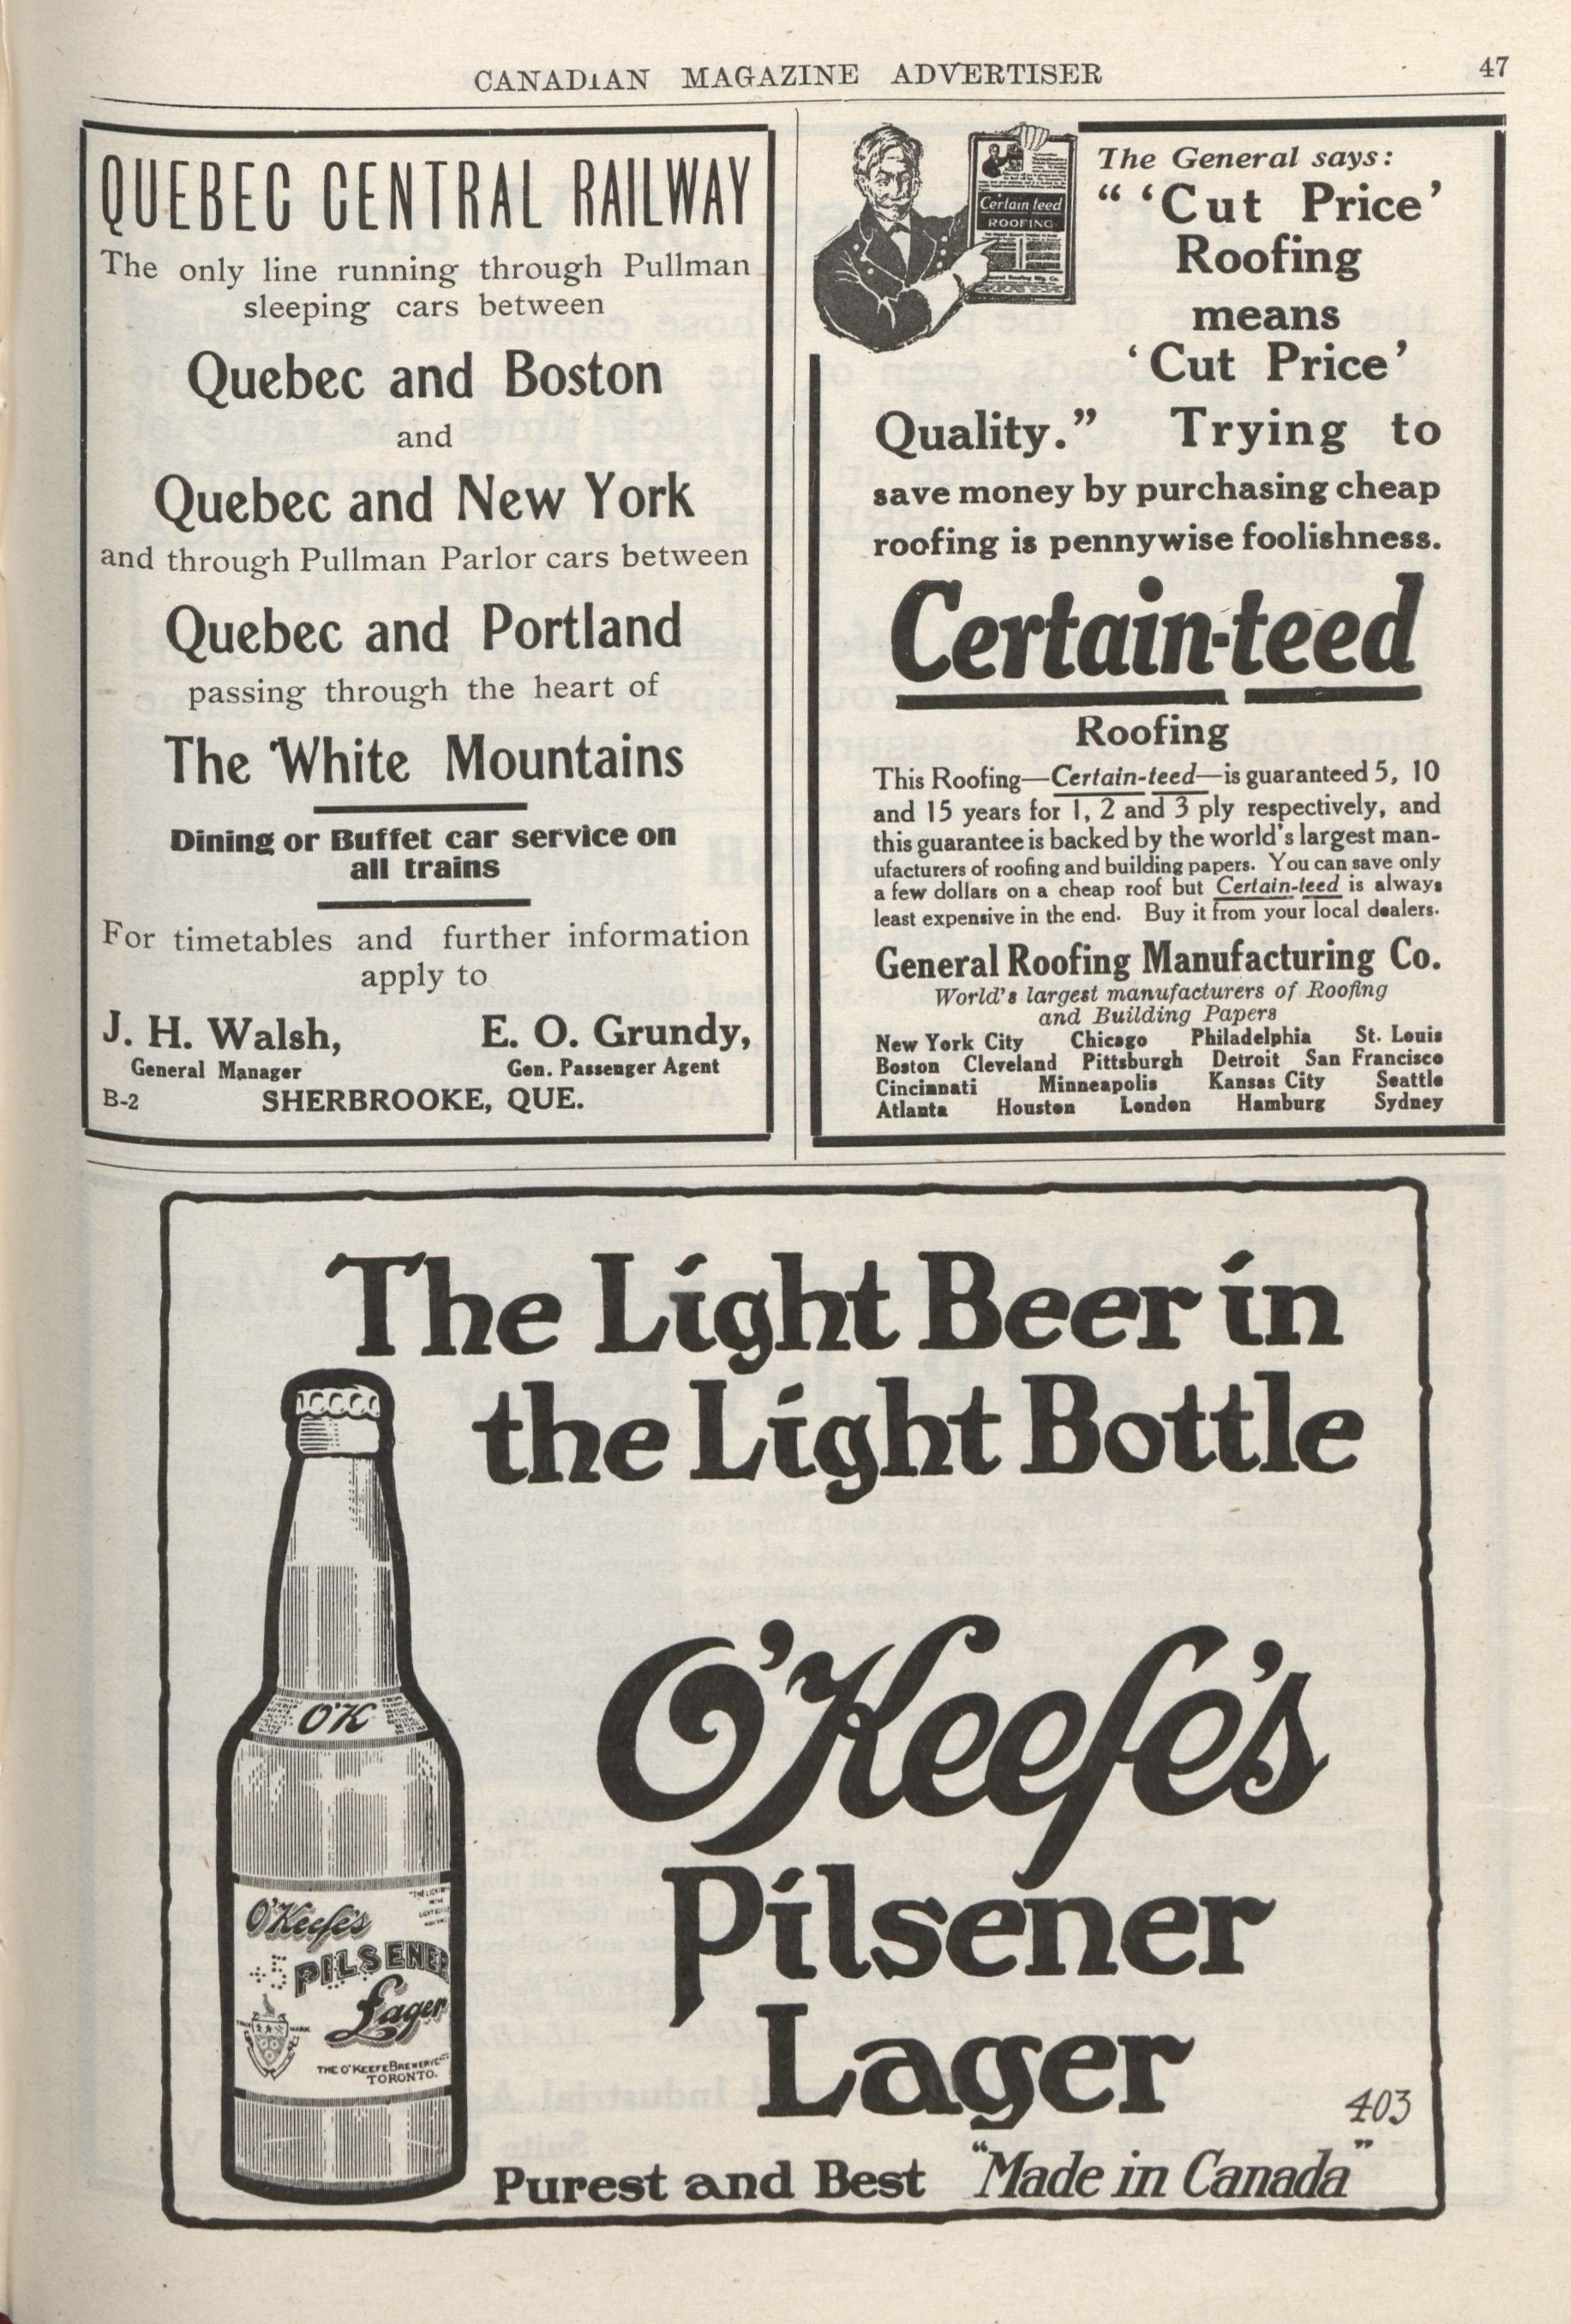 CANADIAN MAGAZINE ADVERTISER
47
QUEBEC CENTRAL RAILWAY
The only line running through Pullman
sleeping cars between
Quebec and Boston
and
Quebec and New York
and through Pullman Parlor cars between
Quebec and Portland
passing through the heart of
The White Mountains
Dining or Buffet car service on
all trains
For timetables and further information
apply to
J. H. Walsh, E. O. Grundy,
General Manager Gen. Passenger Agent
B-2 SHERBROOKE, QUE.
Certain teed
ROOFING
The General says:
“ ‘Cut Price’
Roofing
means
‘Cut Price’
Quality.” Trying to
save money by purchasing cheap
roofing is pennywise foolishness.
Certain-teed
Roofing
This Roofing—Certain-teed—is guaranteed 5, 10
and 15 years for 1, 2 and 3 ply respectively, and
this guarantee is backed by the world's largest man-
ufacturers of roofing and building papers. You can save only
a few dollars on a cheap roof but Certain-teed is always
least expensive in the end. Buy it from your local dealers.
General Roofing Manufacturing Co.
World's largest manufacturers of Roofing
and Building Papers
New York City Chicago Philadelphia St. Louis
Boston Cleveland Pittsburgh Detroit San Francisco
Cincinnati Minneapolis Kansas City Seattle
Atlanta Houston London Hamburg Sydney
The Light Beer in
the Light Bottle
O'K
O'Keefe's
PILSENER
Lager
THE O'KEEFE BREWERY Co
TORONTO.
O'Keefe's
Pilsener
Lager
403
Purest and Best “Made in Canada”